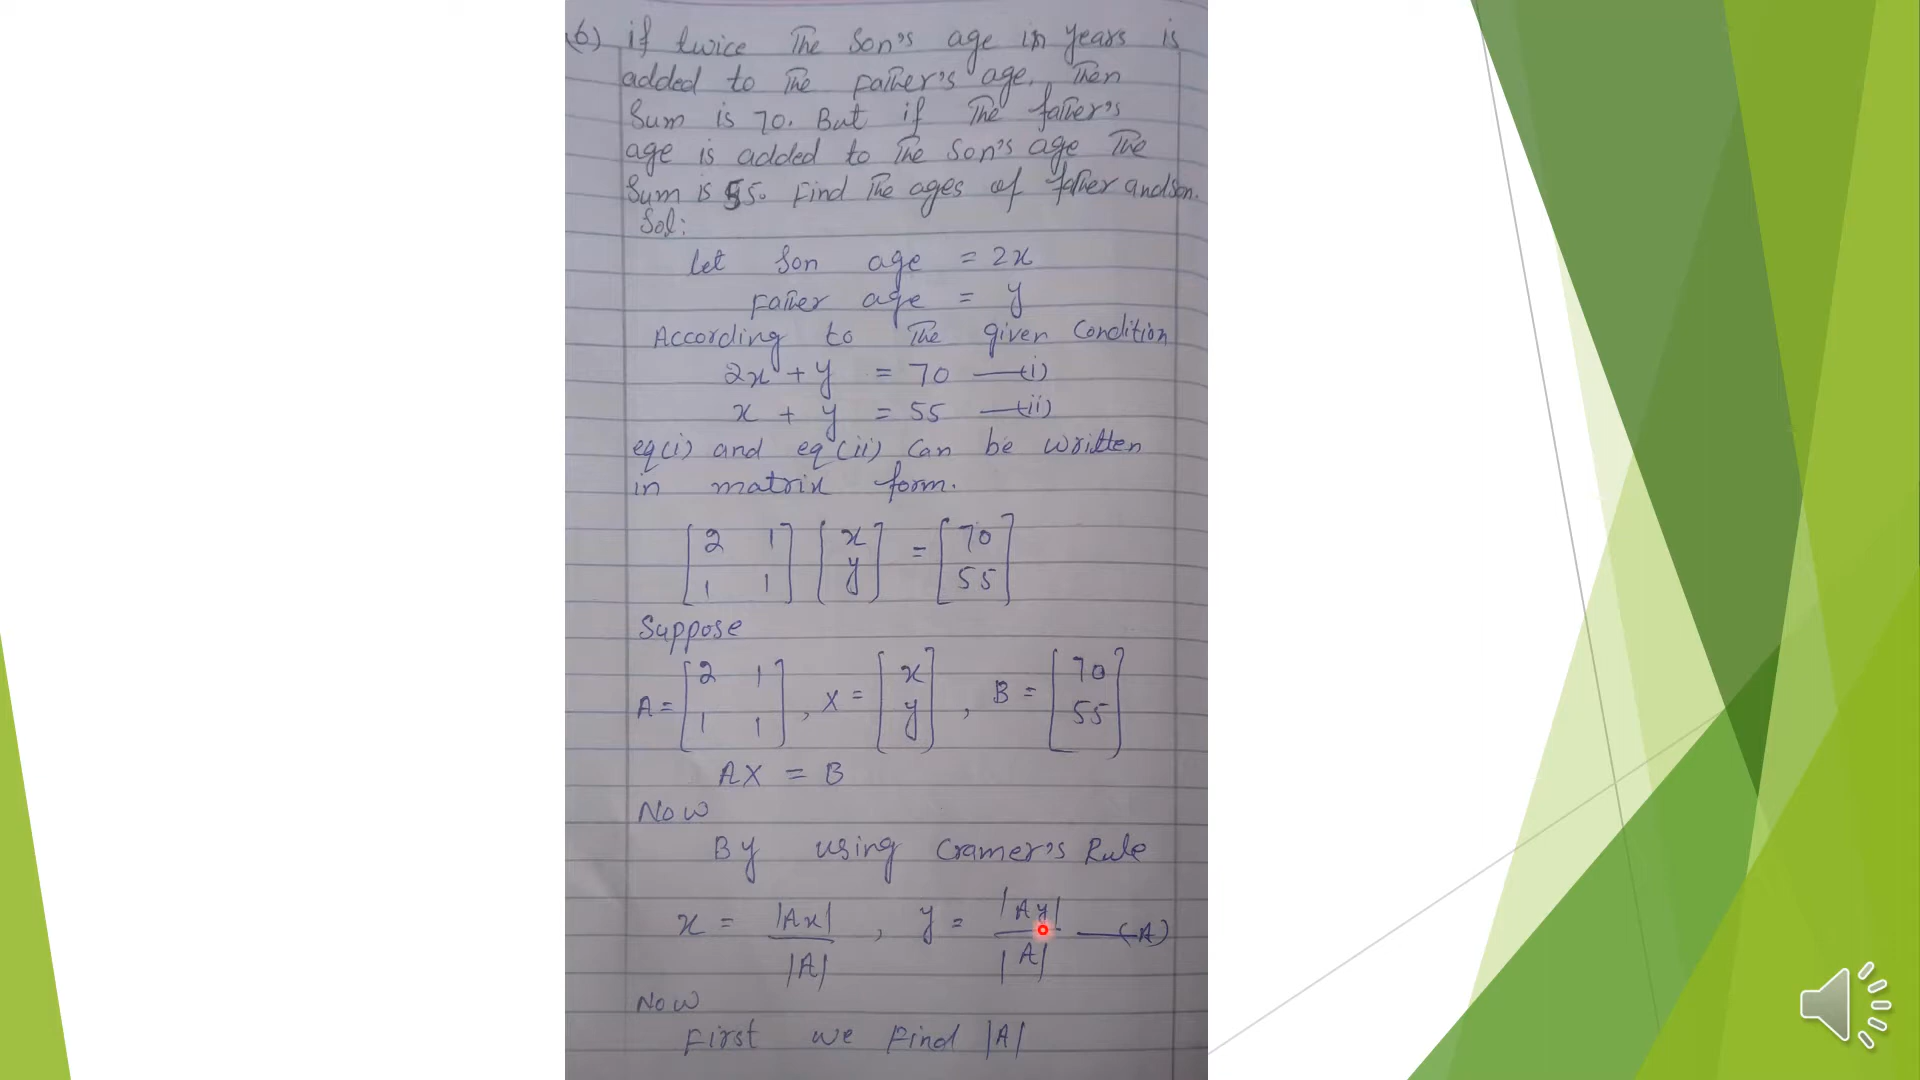 (6) if twice The Son's age in years is
added to The Father's age, Then
Sum is 70. But if The father's
age is added to The Son's age The
Sum is 55. Find The ages of father and son.
Sol:
Let Son age = 2x
Father age = y
According to The given Condition
2x + y = 70 —(i)
x + y = 55 —(ii)
eq(i) and eq(ii) Can be written
in matrix form.
[2 1] [x] = [70]
[1 1] [y] [55]
Suppose
A = [2 1 , X = [x , B = [70
1 1] y] 55]
AX = B
Now
By using Cramer's Rule
x = |Ax| , y = |Ay| —(A)
|A| |A|
Now
First we Find |A|